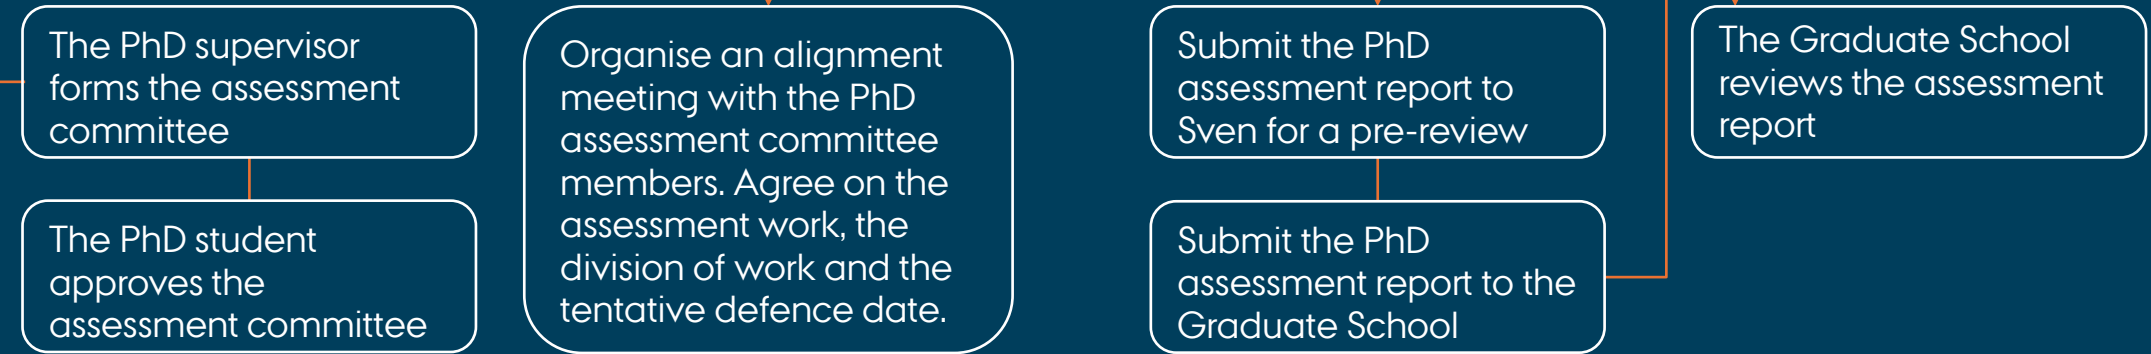 The PhD supervisor
forms the assessment
committee
The PhD student
approves the
assessment committee
Organise an alignment
meeting with the PhD
assessment committee
members. Agree on the
assessment work, the
division of work and the
tentative defence date.
Submit the PhD
assessment report to
Sven for a pre-review
Submit the PhD
assessment report to the
Graduate School
The Graduate School
reviews the assessment
report